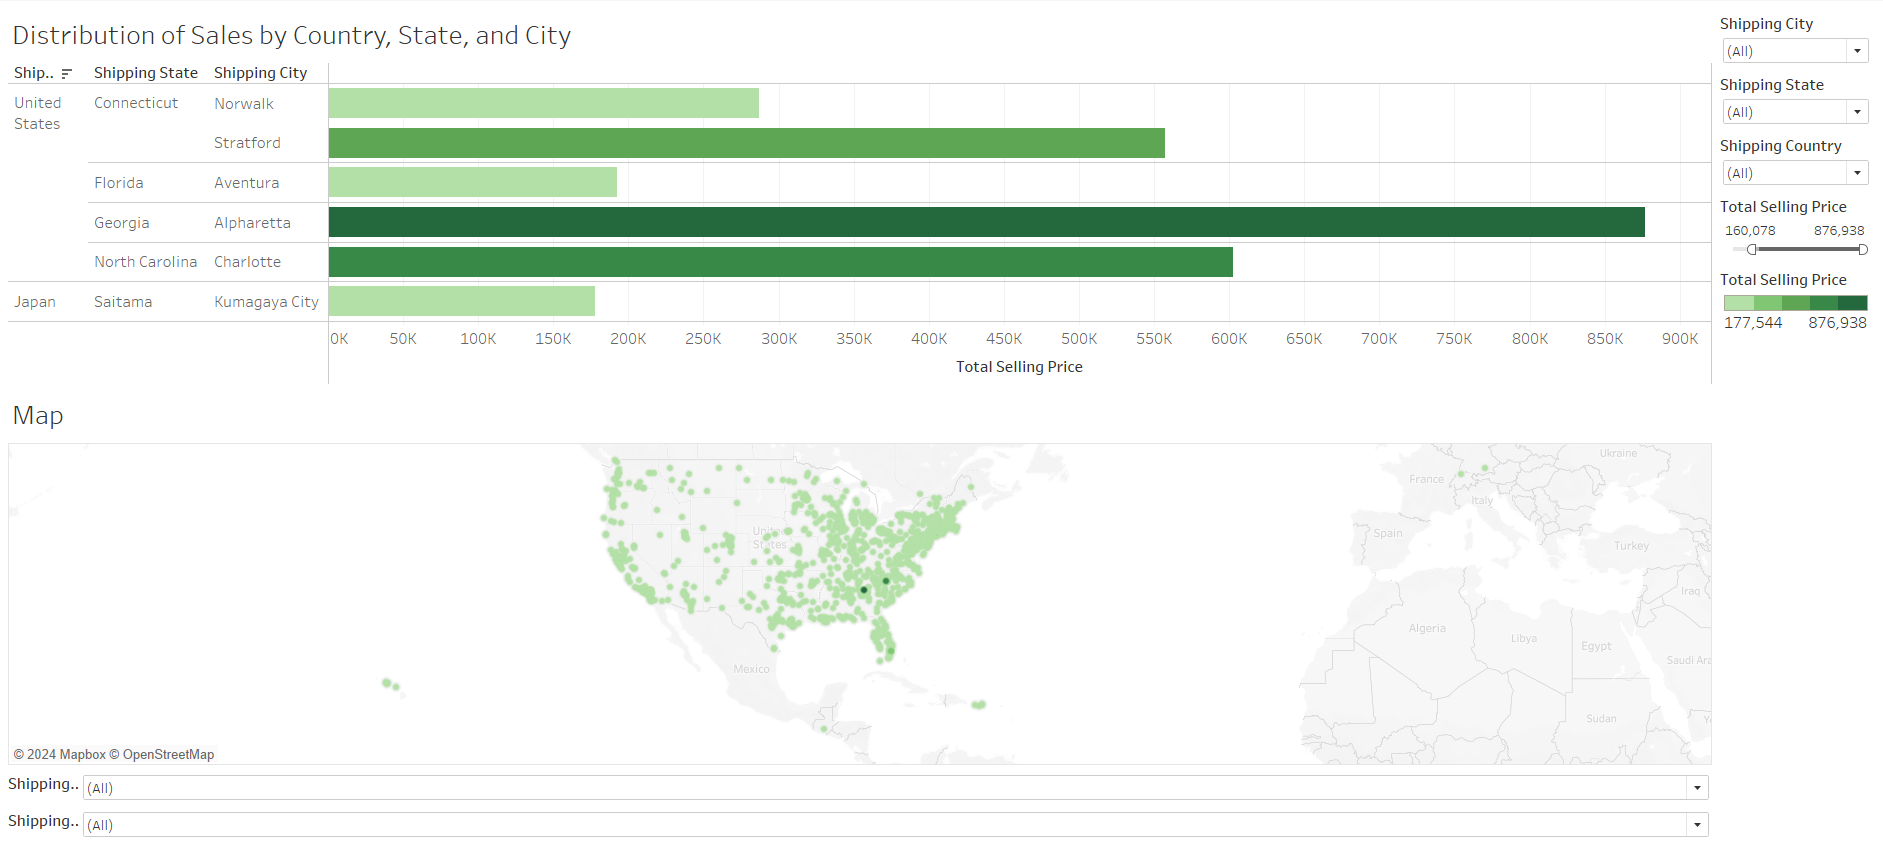 Distribution of Sales by Country, State, and City
Ship.. Shipping State Shipping City
United States Connecticut Norwalk
Stratford
Florida Aventura
Georgia Alpharetta
North Carolina Charlotte
Japan Saitama Kumagaya City
0K 50K 100K 150K 200K 250K 300K 350K 400K 450K 500K 550K 600K 650K 700K 750K 800K 850K 900K
Total Selling Price
Shipping City
(All)
Shipping State
(All)
Shipping Country
(All)
Total Selling Price
160,078 876,938
Total Selling Price
177,544 876,938
Map
United
States
Mexico
Ukraine
France
Italy
Spain
Turkey
Iraq
Algeria
Libya
Egypt
Saudi Ara
Sudan
© 2024 Mapbox © OpenStreetMap
Shipping.. (All)
Shipping.. (All)